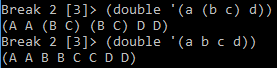 Break 2 [3]> (double '(a (b c) d))
(A A (B C) (B C) D D)
Break 2 [3]> (double '(a b c d))
(A A B B C C D D)